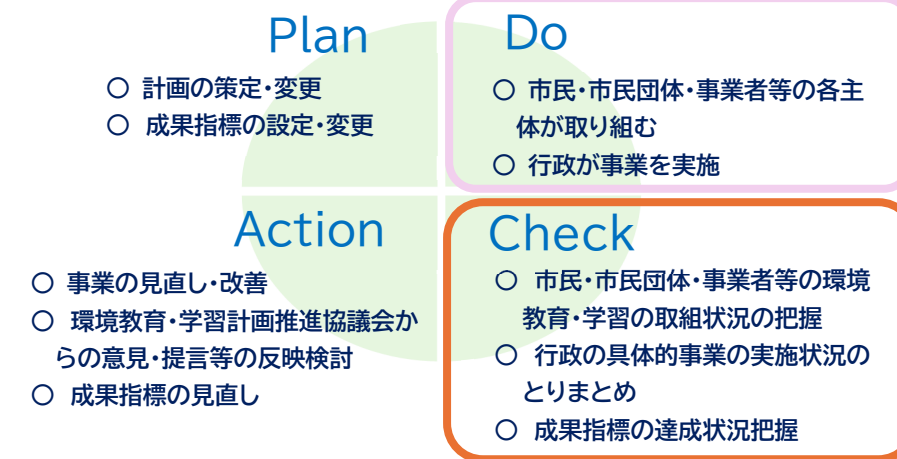 Plan
○ 計画の策定・変更
○ 成果指標の設定・変更
Do
○ 市民・市民団体・事業者等の各主
体が取り組む
○ 行政が事業を実施
Action
○ 事業の見直し・改善
○ 環境教育・学習計画推進協議会か
らの意見・提言等の反映検討
○ 成果指標の見直し
Check
○ 市民・市民団体・事業者等の環境
教育・学習の取組状況の把握
○ 行政の具体的事業の実施状況の
とりまとめ
○ 成果指標の達成状況把握